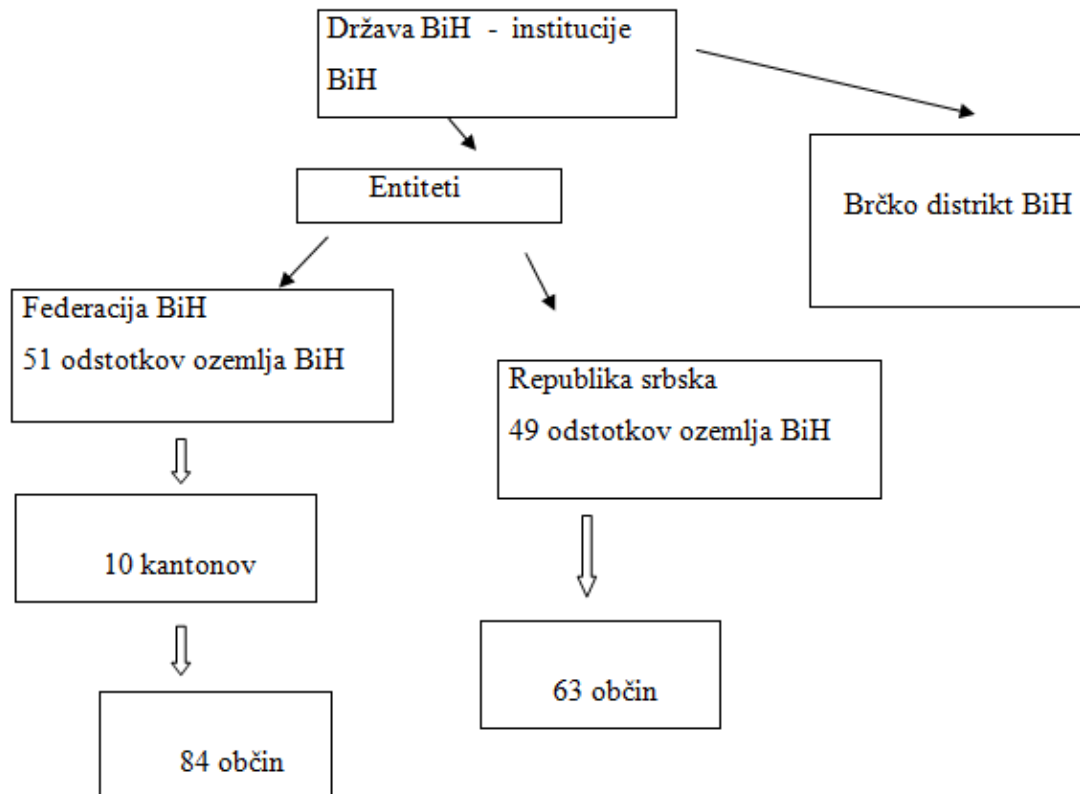 Država BiH - institucije
BiH
Entiteti
Brčko distrikt BiH
Federacija BiH
51 odstotkov ozemlja BiH
Republika srbska
49 odstotkov ozemlja BiH
10 kantonov
63 občin
84 občin